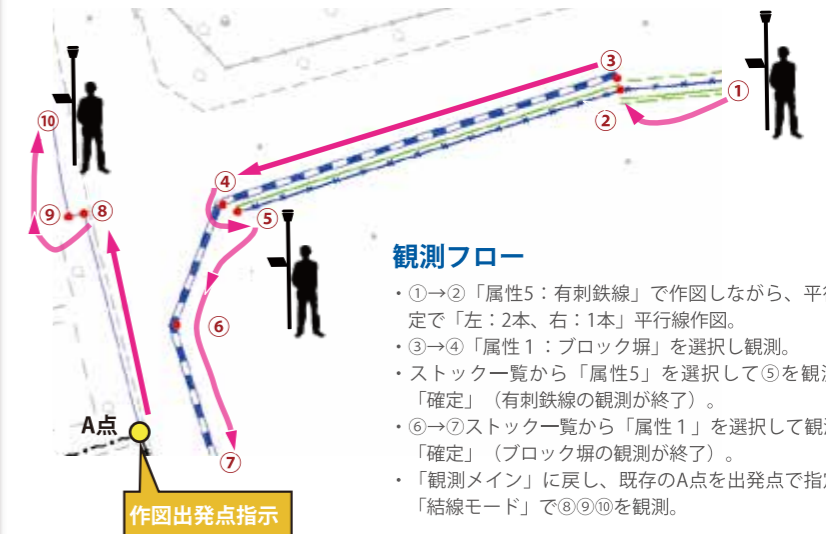 ③
①
②
⑩
④
⑨
⑧
⑤
観測フロー
・①→②「属性5：有刺鉄線」で作図しながら、平
定で「左：2本、右：1本」平行線作図。
⑥
・③→④「属性１：ブロック塀」を選択し観測。
・ストック一覧から「属性5」を選択して⑤を観
「確定」（有刺鉄線の観測が終了）。
A点
・⑥→⑦ストック一覧から「属性１」を選択して観
「確定」（ブロック塀の観測が終了）。
⑦
・「観測メイン」に戻し、既存のA点を出発点で指
「結線モード」で⑧⑨⑩を観測。
作図出発点指示